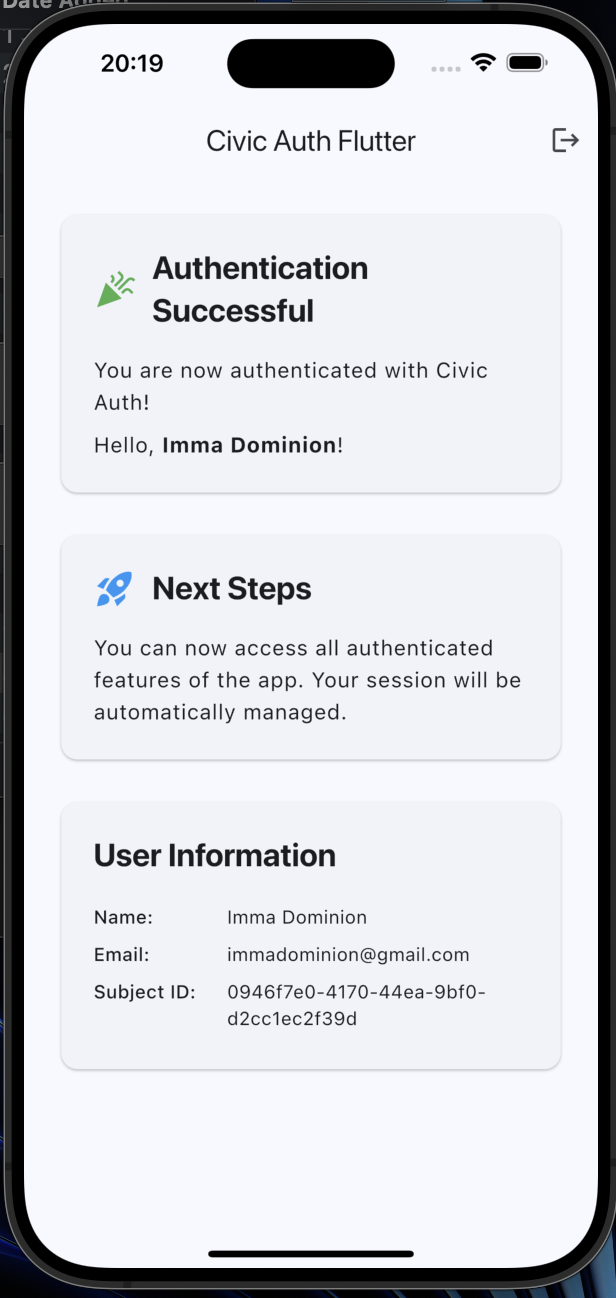 Date Added
20:19
Civic Auth Flutter
Authentication
Successful
You are now authenticated with Civic
Auth!
Hello, Imma Dominion!
Next Steps
You can now access all authenticated
features of the app. Your session will be
automatically managed.
User Information
Name: Imma Dominion
Email: immadominion@gmail.com
Subject ID: 0946f7e0-4170-44ea-9bf0-
d2cc1ec2f39d